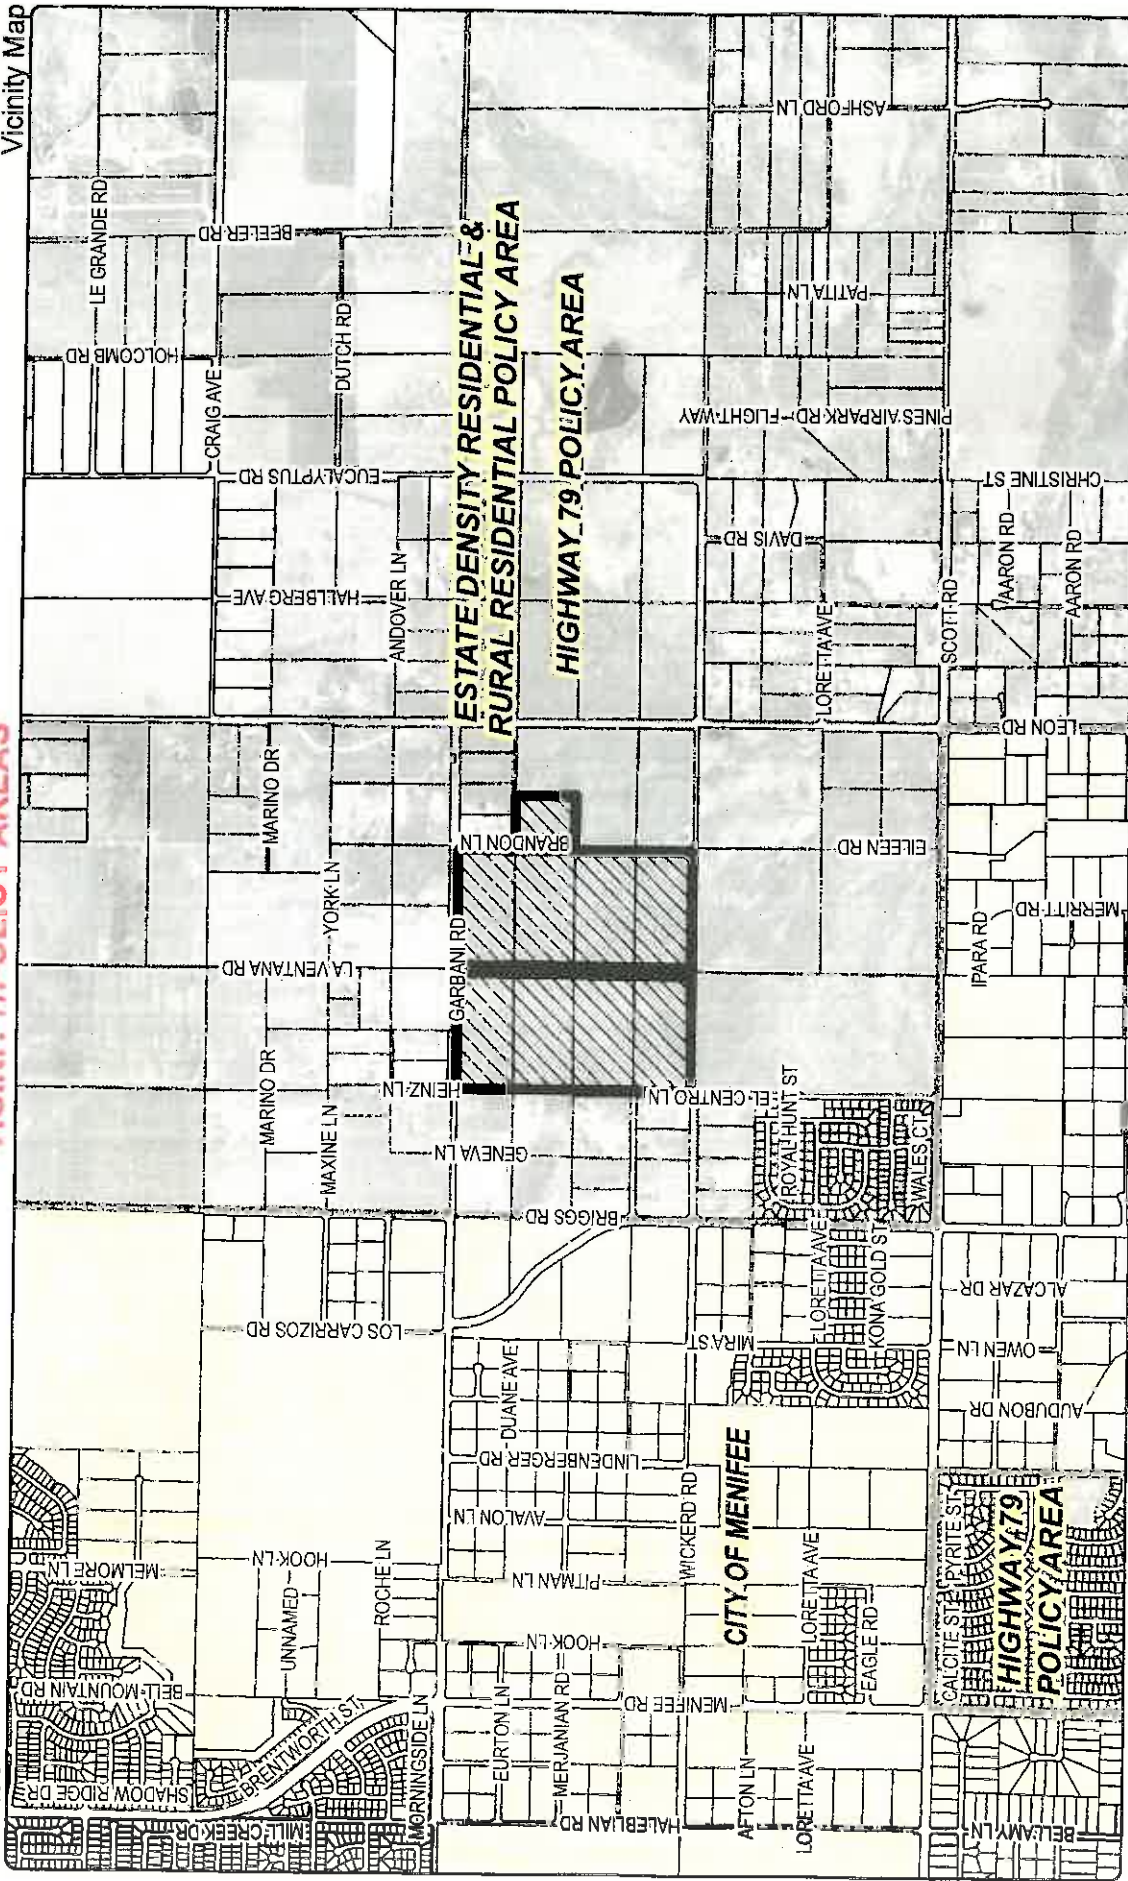 Vicinity Map
VICINITY/POLICY AREAS
LE GRANDE RD
BEELER RD
HOLCOMB RD
CRAIG AVE
DUTCH RD
EUCALYPTUS RD
HALLBERG AVE
ANDOVER LN
ASHFORD LN
ESTATE DENSITY RESIDENTIAL &
RURAL RESIDENTIAL POLICY AREA
HIGHWAY 79 POLICY AREA
PATITA LN
FLIGHT WAY
PINES AIRPARK RD
DAVIS RD
LORETTA AVE
SCOTT RD
CHRISTINE ST
AARON RD
AARON RD
LEON RD
MARINO DR
YORK LN
LA VENTANA RD
MARINO DR
MAXINE LN
HEINZ LN
GARBANI RD
BRANDON LN
EILEEN RD
IPARA RD
MERRITT RD
GENEVA LN
EL CENTRO LN
BRIGGS RD
ROYAL HUNT ST
WALES CT
LORETTA AVE
KONA GOLD ST
LOS CARRIZOS RD
MIRA ST
ALCAZAR DR
OWEN LN
AUDUBON DR
DUANE AVE
LINDENBERGER RD
AVALON LN
WICKERD RD
PITMAN LN
CITY OF MENIFEE
MELMORE LN
HOOK LN
UNNAMED
ROCHE LN
HOOK LN
LORETTA AVE
EAGLE RD
MENIFEE RD
CALCITE ST
PYRITE ST
HIGHWAY 79
POLICY AREA
BELL MOUNTAIN RD
BRENTWORTH ST
SHADOW RIDGE DR
MILL CREEK DR
MORNINGSIDE LN
EURTON LN
MERJANIAN RD
HALEBLIAN RD
AFTON LN
LORETTA AVE
BELLAMY LN